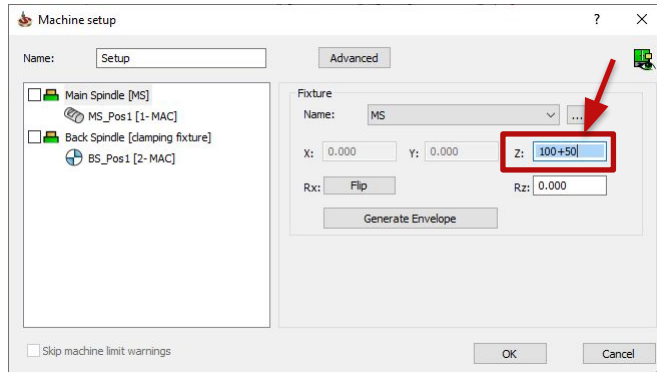 Machine setup ? X
Name: Setup Advanced
Main Spindle [MS]
MS_Pos1 [1- MAC]
Back Spindle [clamping fixture]
BS_Pos1 [2- MAC]
Fixture
Name: MS ...
X: 0.000 Y: 0.000 Z: 100+50
Rx: Flip Rz: 0.000
Generate Envelope
Skip machine limit warnings
OK Cancel